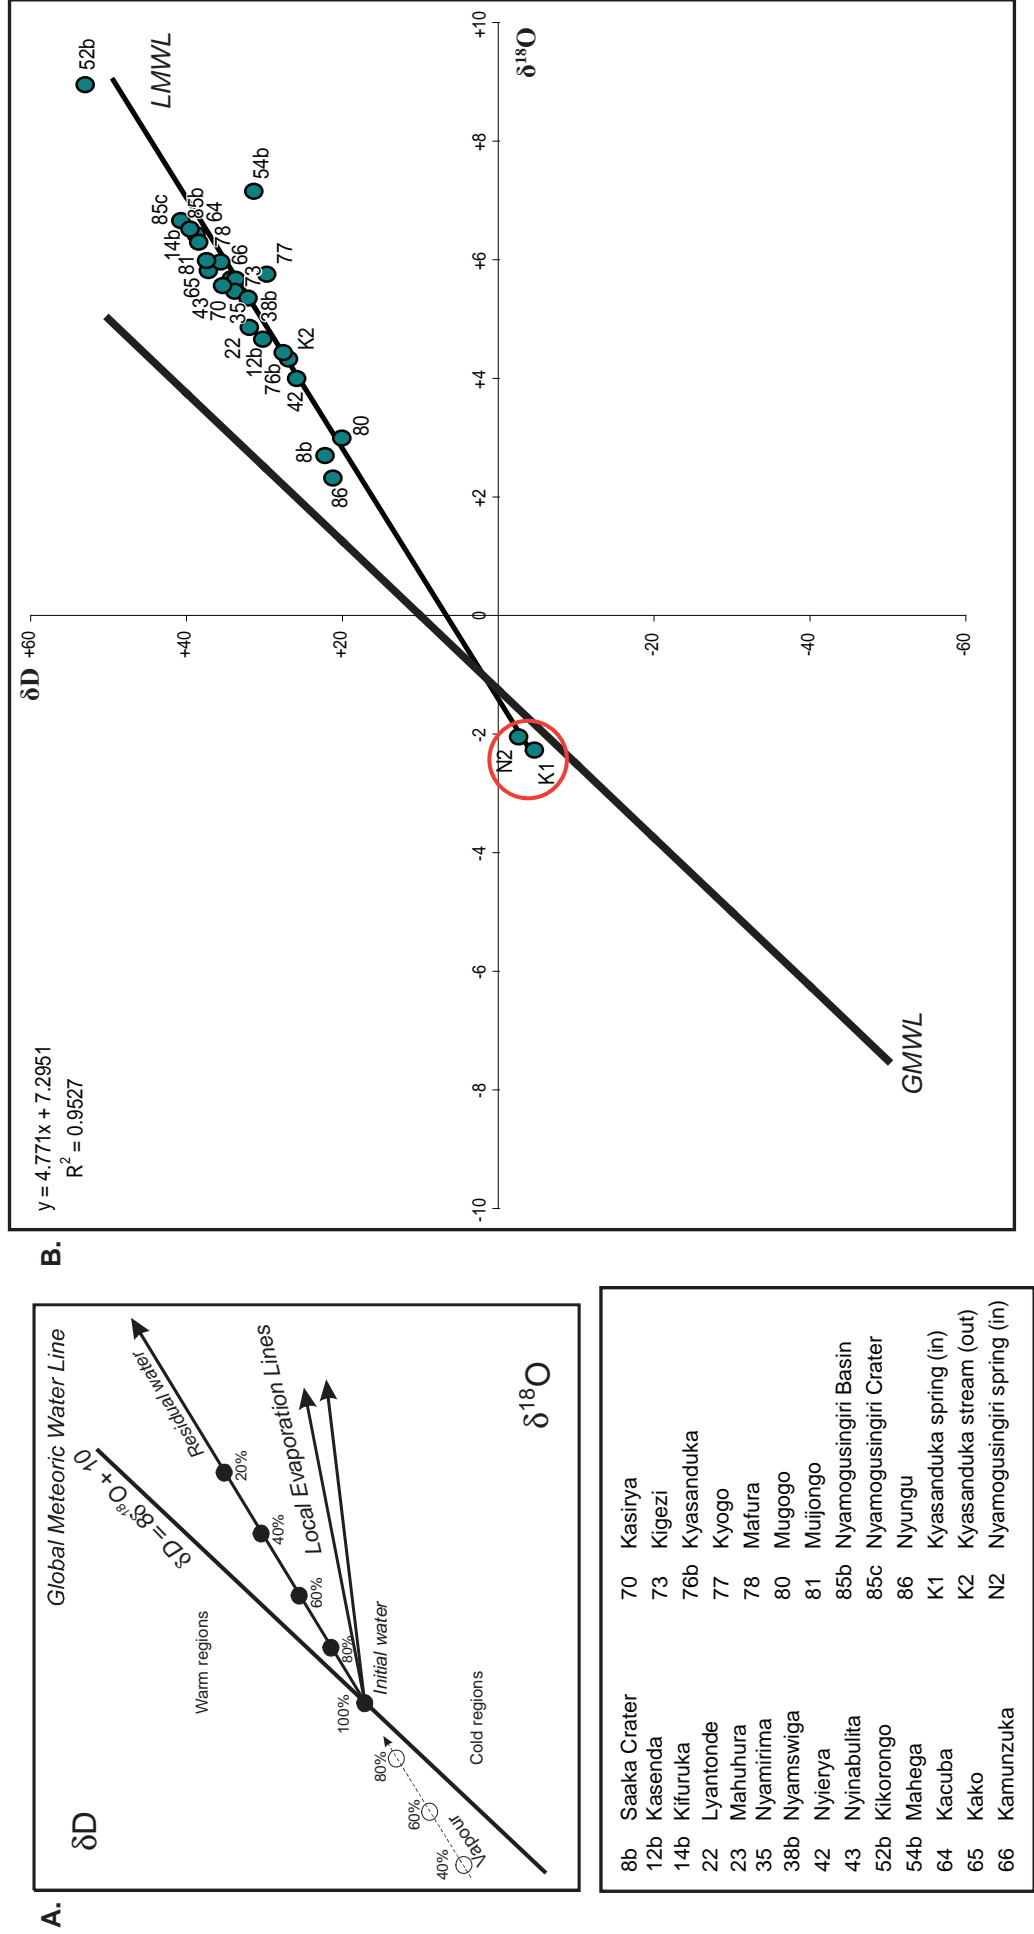 A.
δD
Global Meteoric Water Line
δD = 8δ¹⁸O + 10
Warm regions
Residual water
20%
40%
60%
80%
100%
Local Evaporation Lines
Initial water
80%
60%
40%
Vapour
Cold regions
δ¹⁸O
8b Saaka Crater
12b Kasenda
14b Kifuruka
22 Lyantonde
23 Mahuhura
35 Nyamirima
38b Nyamswiga
42 Nyierya
43 Nyinabulita
52b Kikorongo
54b Mahega
64 Kacuba
65 Kako
66 Kamunzuka
70 Kasirya
73 Kigezi
76b Kyasanduka
77 Kyogo
78 Mafura
80 Mugogo
81 Muijongo
85b Nyamogusingiri Basin
85c Nyamogusingiri Crater
86 Nyungu
K1 Kyasanduka spring (in)
K2 Kyasanduka stream (out)
N2 Nyamogusingiri spring (in)
B.
y = 4.771x + 7.2951
R² = 0.9527
δD
+60
+40
+20
-20
-40
-60
-10
-8
-6
-4
-2
0
+2
+4
+6
+8
+10
δ¹⁸O
LMWL
GMWL
52b
85c
85b
14b
64
81
78
65
66
43
73
70
77
54b
35
38b
22
12b
K2
76b
42
80
8b
86
N2
K1